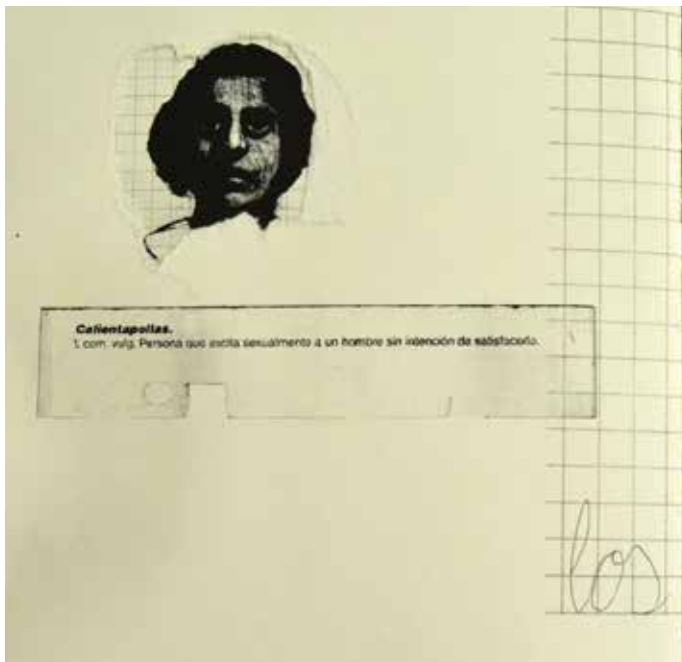 Calientapollas.
1. com. vulg. Persona que excita sexualmente a un hombre sin intención de satisfacerlo.
los